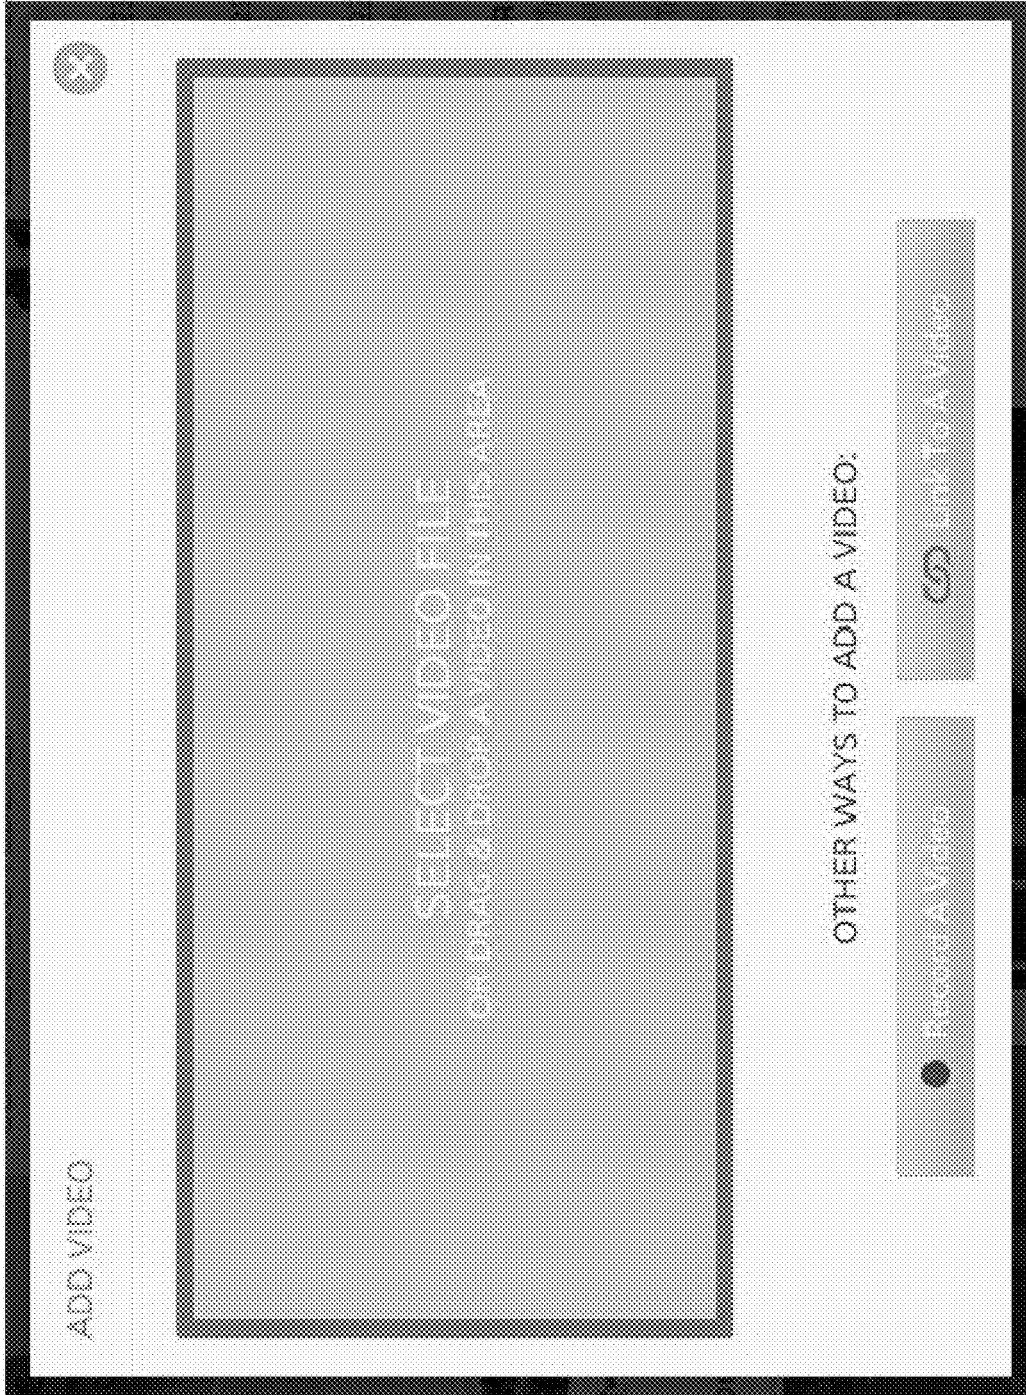 ADD VIDEO
SELECT VIDEO FILE
OR DRAG & DROP A VIDEO IN THIS AREA
OTHER WAYS TO ADD A VIDEO:
Record A Video
Link To A Video